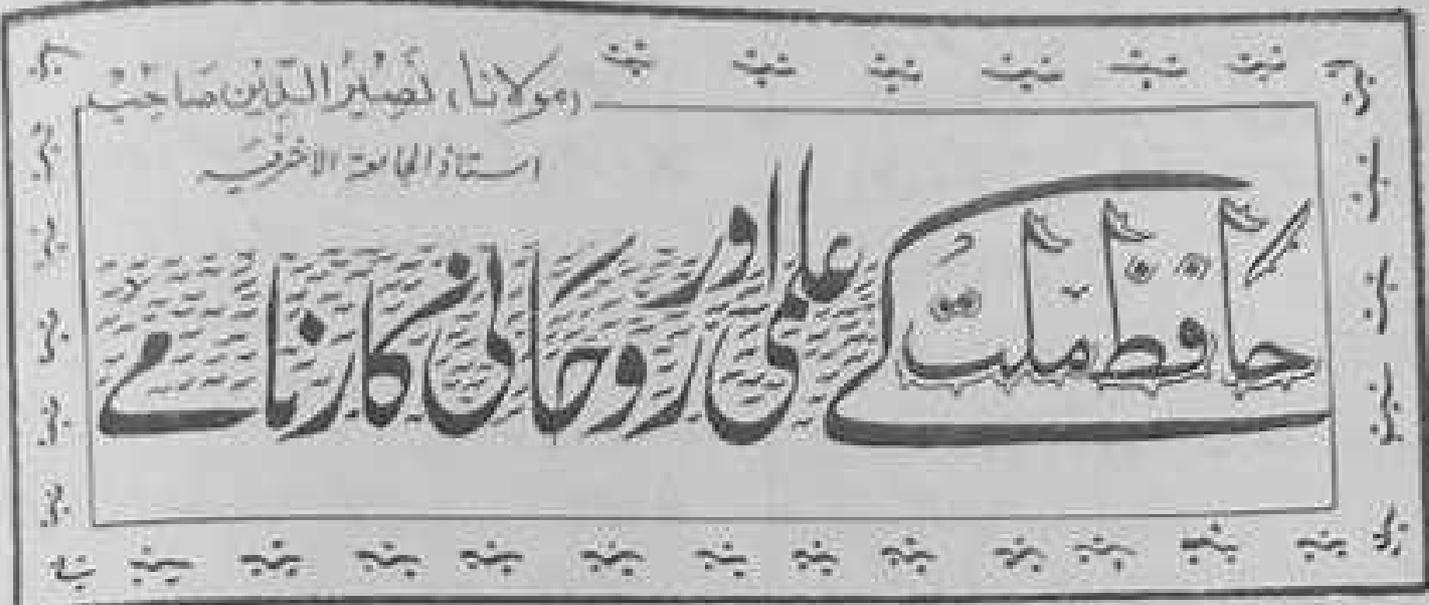 (مولانا) نصیر الدین صاحب
استاذ الجامعۃ الاشرفیہ
حافظ ملت کے علمی اور روحانی کارنامے